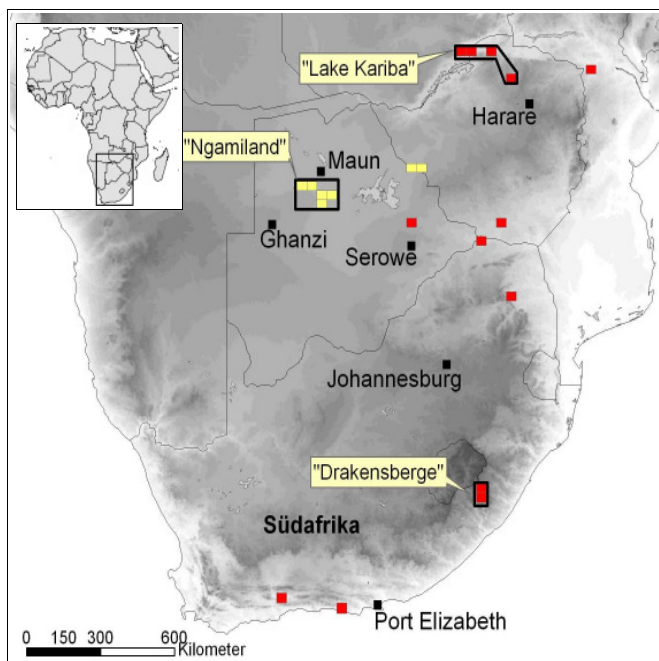 "Lake Kariba"
Harare
"Ngamiland"
Maun
Ghanzi
Serowe
Johannesburg
"Drakensberge"
Südafrika
Port Elizabeth
0 150 300 600
Kilometer